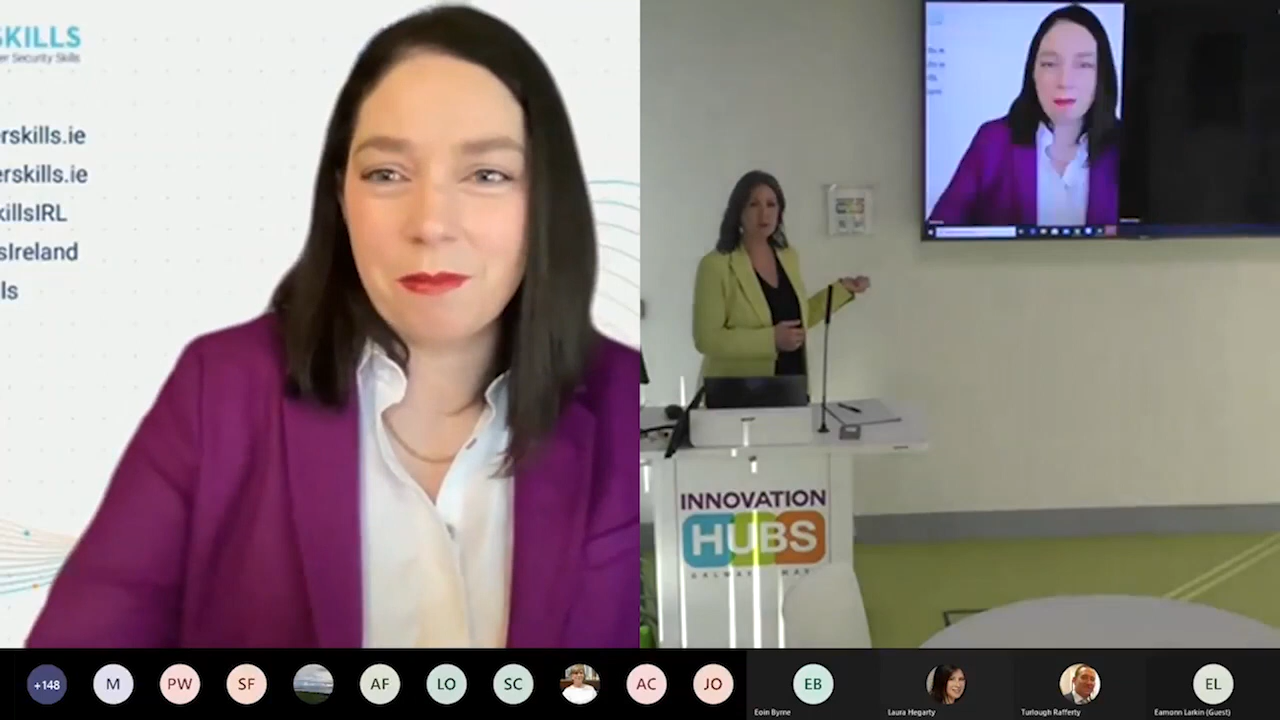 SKILLS
er Security Skills
erskills.ie
erskills.ie
killsIRL
sIreland
ls
INNOVATION
HUBS
+148
M
PW
SF
AF
LO
SC
AC
JO
EB
EL
Eoin Byrne
Laura Hegarty
Turlough Rafferty
Eamonn Larkin (Guest)